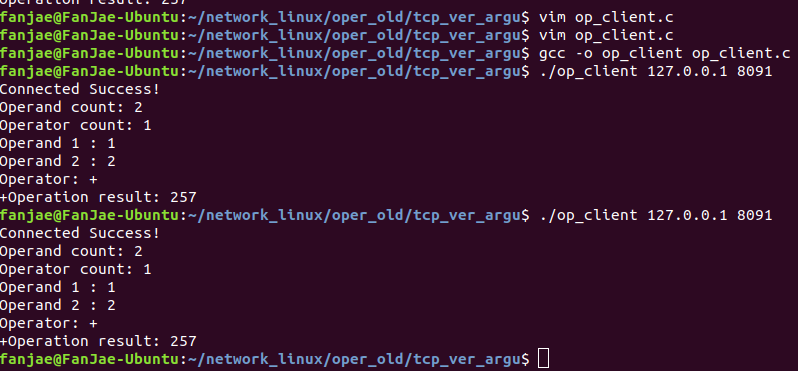 fanjae@FanJae-Ubuntu:~/network_linux/oper_old/tcp_ver_argu$ vim op_client.c
fanjae@FanJae-Ubuntu:~/network_linux/oper_old/tcp_ver_argu$ vim op_client.c
fanjae@FanJae-Ubuntu:~/network_linux/oper_old/tcp_ver_argu$ gcc -o op_client op_client.c
fanjae@FanJae-Ubuntu:~/network_linux/oper_old/tcp_ver_argu$ ./op_client 127.0.0.1 8091
Connected Success!
Operand count: 2
Operator count: 1
Operand 1 : 1
Operand 2 : 2
Operator: +
+Operation result: 257
fanjae@FanJae-Ubuntu:~/network_linux/oper_old/tcp_ver_argu$ ./op_client 127.0.0.1 8091
Connected Success!
Operand count: 2
Operator count: 1
Operand 1 : 1
Operand 2 : 2
Operator: +
+Operation result: 257
fanjae@FanJae-Ubuntu:~/network_linux/oper_old/tcp_ver_argu$